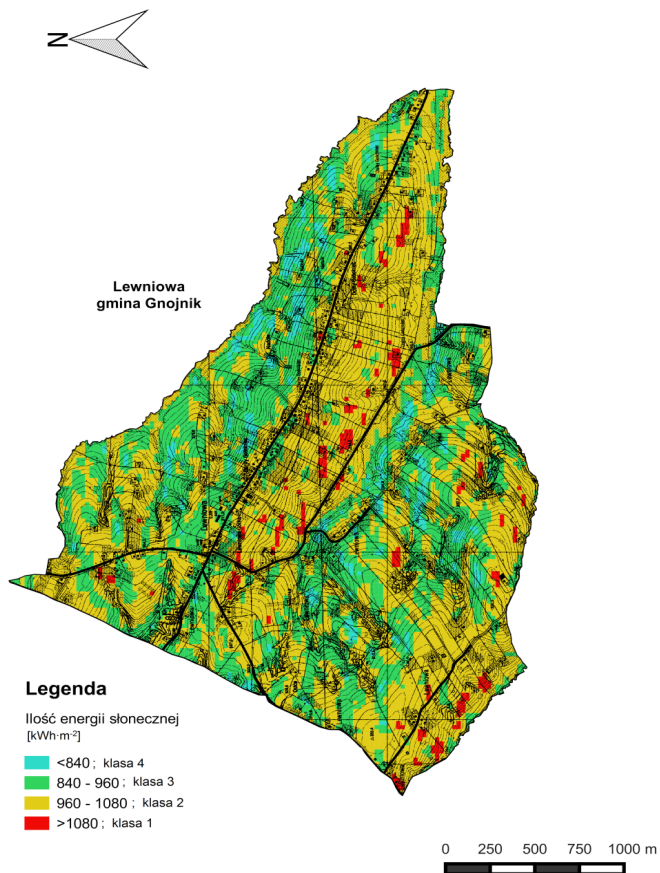 N
Lewniowa
gmina Gnojnik
Legenda
Ilość energii słonecznej
[kWh·m-²]
<840 ; klasa 4
840 - 960 ; klasa 3
960 - 1080 ; klasa 2
>1080 ; klasa 1
0 250 500 750 1000 m